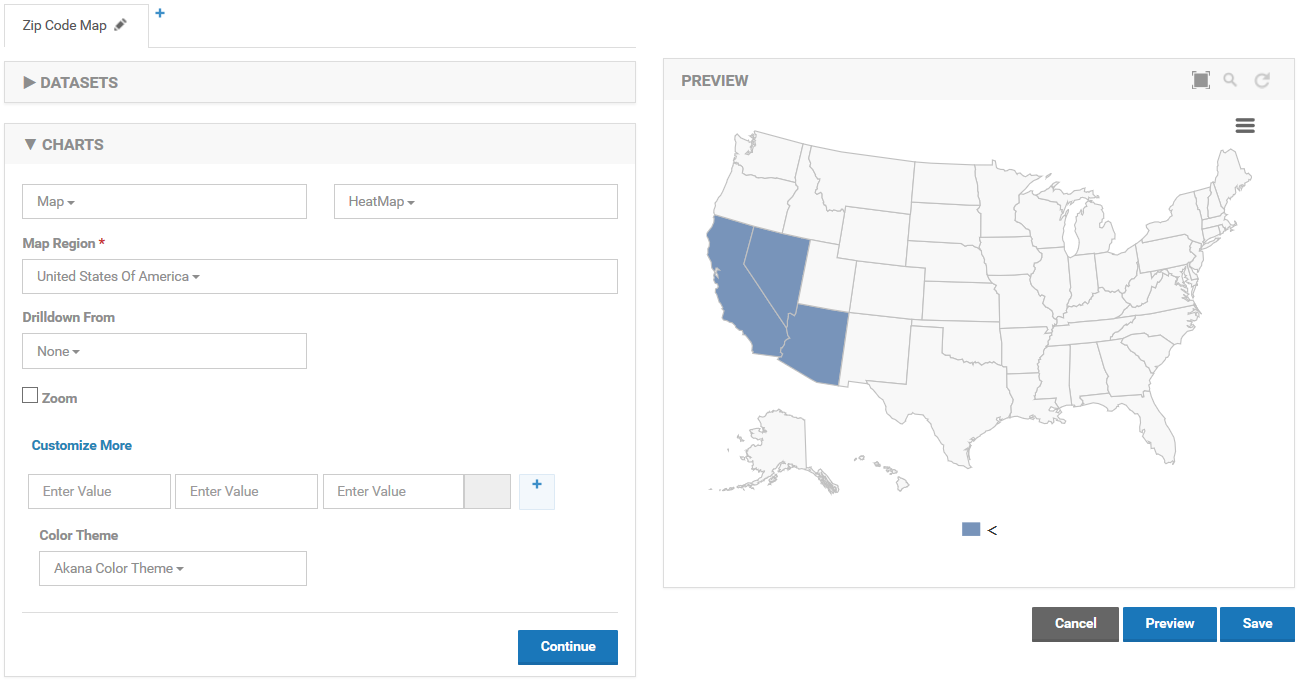 Zip Code Map +
DATASETS
CHARTS
Map
HeatMap
Map Region *
United States Of America
Drilldown From
None
Zoom
Customize More
Enter Value Enter Value Enter Value +
Color Theme
Akana Color Theme
Continue
PREVIEW
<
Cancel Preview Save